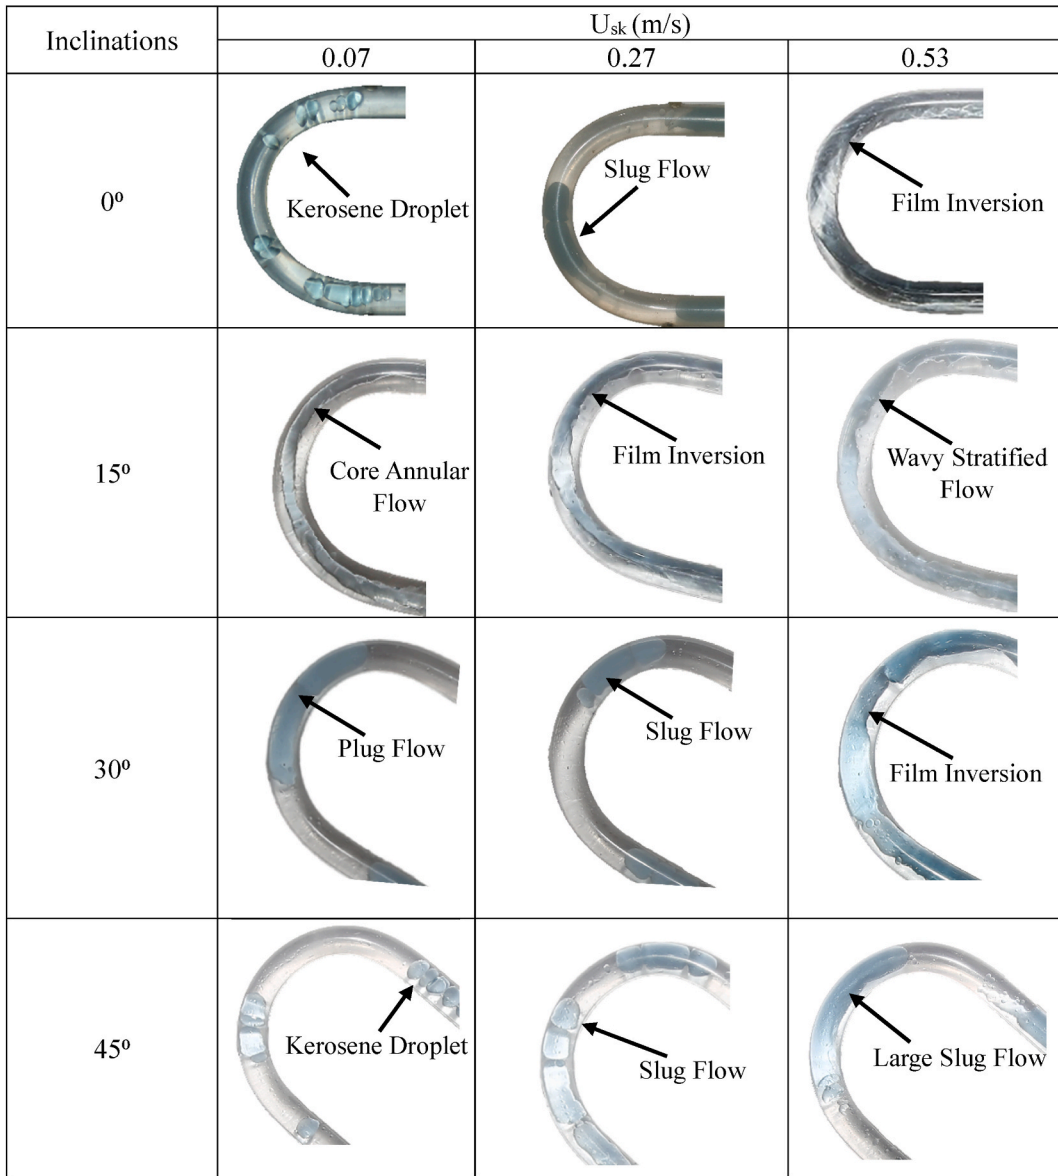 Inclinations
U_sk (m/s)
0.07
0.27
0.53
0º
Kerosene Droplet
Slug Flow
Film Inversion
15º
Core Annular
Flow
Film Inversion
Wavy Stratified
Flow
30º
Plug Flow
Slug Flow
Film Inversion
45º
Kerosene Droplet
Slug Flow
Large Slug Flow